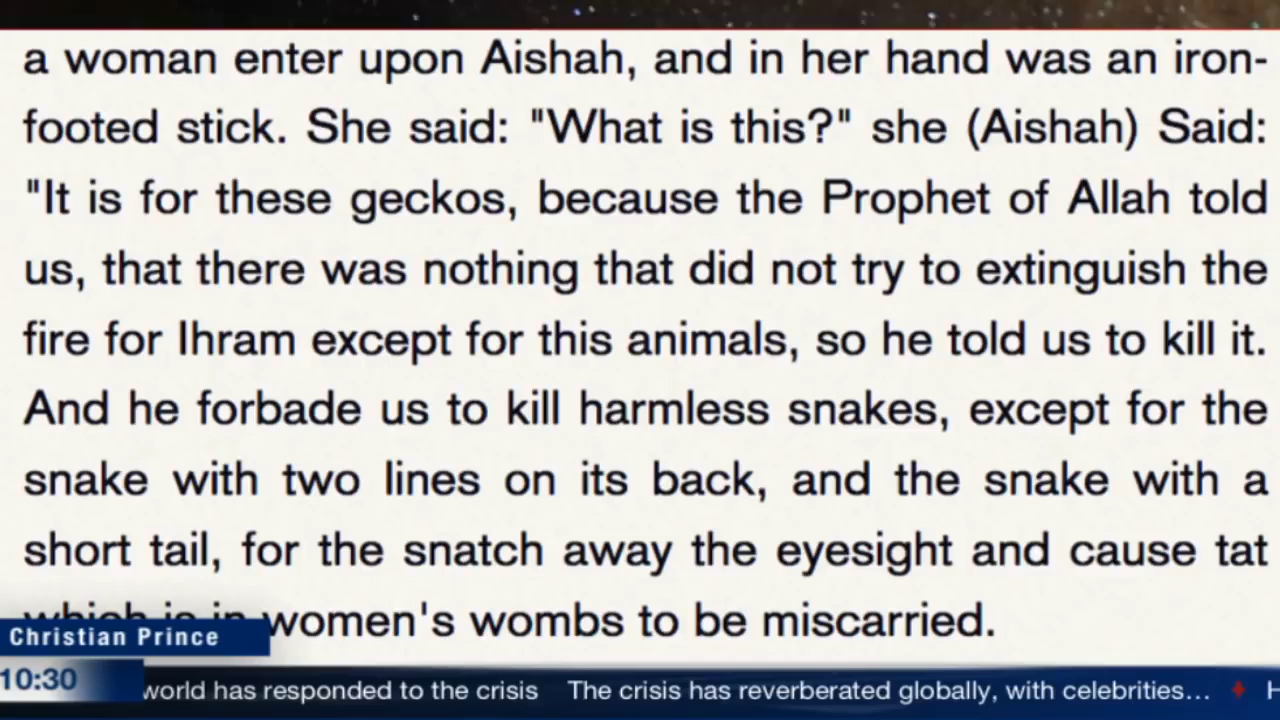 a woman enter upon Aishah, and in her hand was an iron-
footed stick. She said: "What is this?" she (Aishah) Said:
"It is for these geckos, because the Prophet of Allah told
us, that there was nothing that did not try to extinguish the
fire for Ihram except for this animals, so he told us to kill it.
And he forbade us to kill harmless snakes, except for the
snake with two lines on its back, and the snake with a
short tail, for the snatch away the eyesight and cause tat
which is in women's wombs to be miscarried.
Christian Prince
10:30
world has responded to the crisis The crisis has reverberated globally, with celebrities... H